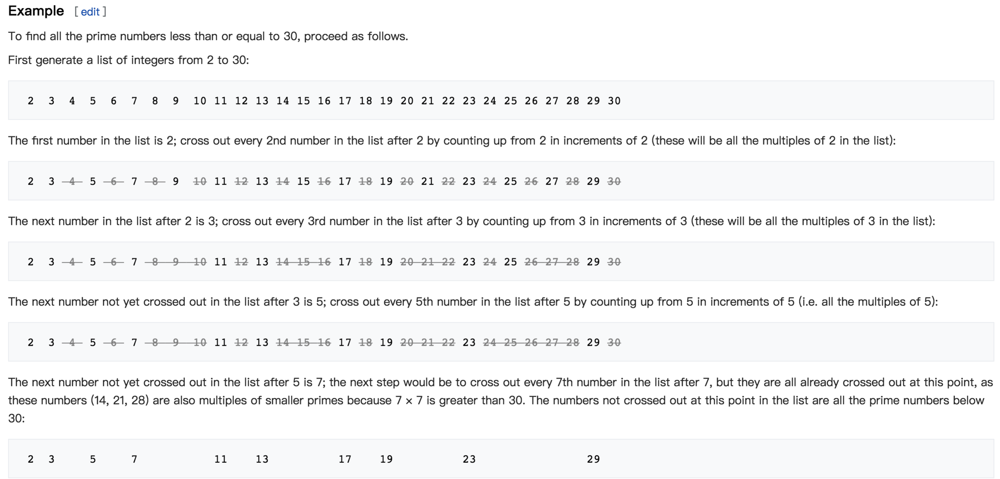 Example [ edit ]
To find all the prime numbers less than or equal to 30, proceed as follows.
First generate a list of integers from 2 to 30:
2 3 4 5 6 7 8 9 10 11 12 13 14 15 16 17 18 19 20 21 22 23 24 25 26 27 28 29 30
The first number in the list is 2; cross out every 2nd number in the list after 2 by counting up from 2 in increments of 2 (these will be all the multiples of 2 in the list):
2 3 4 5 6 7 8 9 10 11 12 13 14 15 16 17 18 19 20 21 22 23 24 25 26 27 28 29 30
The next number in the list after 2 is 3; cross out every 3rd number in the list after 3 by counting up from 3 in increments of 3 (these will be all the multiples of 3 in the list):
2 3 4 5 6 7 8 9 10 11 12 13 14 15 16 17 18 19 20 21 22 23 24 25 26 27 28 29 30
The next number not yet crossed out in the list after 3 is 5; cross out every 5th number in the list after 5 by counting up from 5 in increments of 5 (i.e. all the multiples of 5):
2 3 4 5 6 7 8 9 10 11 12 13 14 15 16 17 18 19 20 21 22 23 24 25 26 27 28 29 30
The next number not yet crossed out in the list after 5 is 7; the next step would be to cross out every 7th number in the list after 7, but they are all already crossed out at this point, as
these numbers (14, 21, 28) are also multiples of smaller primes because 7 × 7 is greater than 30. The numbers not crossed out at this point in the list are all the prime numbers below
30:
2 3 5 7 11 13 17 19 23 29